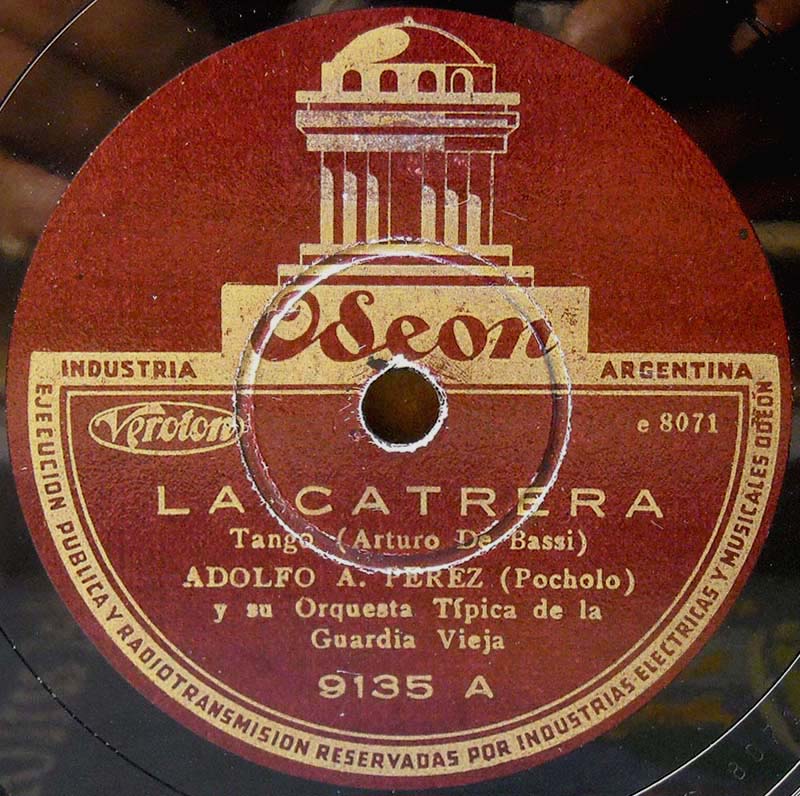 Odeon
INDUSTRIA ARGENTINA
Veroton
e 8071
LA CATRERA
Tango (Arturo De Bassi)
ADOLFO A. PEREZ (Pocholo)
y su Orquesta Típica de la
Guardia Vieja
9135 A
EJECUCION PUBLICA Y RADIOTRANSMISION RESERVADAS POR INDUSTRIAS ELECTRICAS Y MUSICALES ODEON